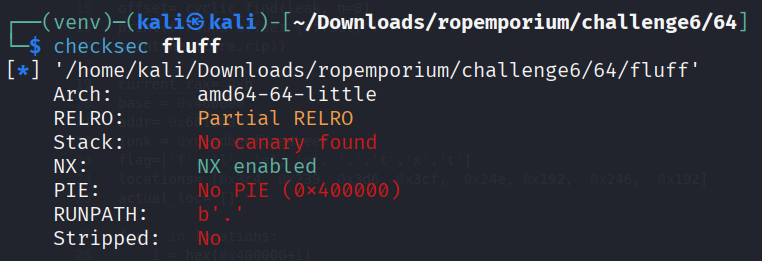 ┌──(venv)─(kali㉿kali)-[~/Downloads/ropemporium/challenge6/64]
└─$ checksec fluff
[*] '/home/kali/Downloads/ropemporium/challenge6/64/fluff'
Arch: amd64-64-little
RELRO: Partial RELRO
Stack: No canary found
NX: NX enabled
PIE: No PIE (0×400000)
RUNPATH: b'.'
Stripped: No